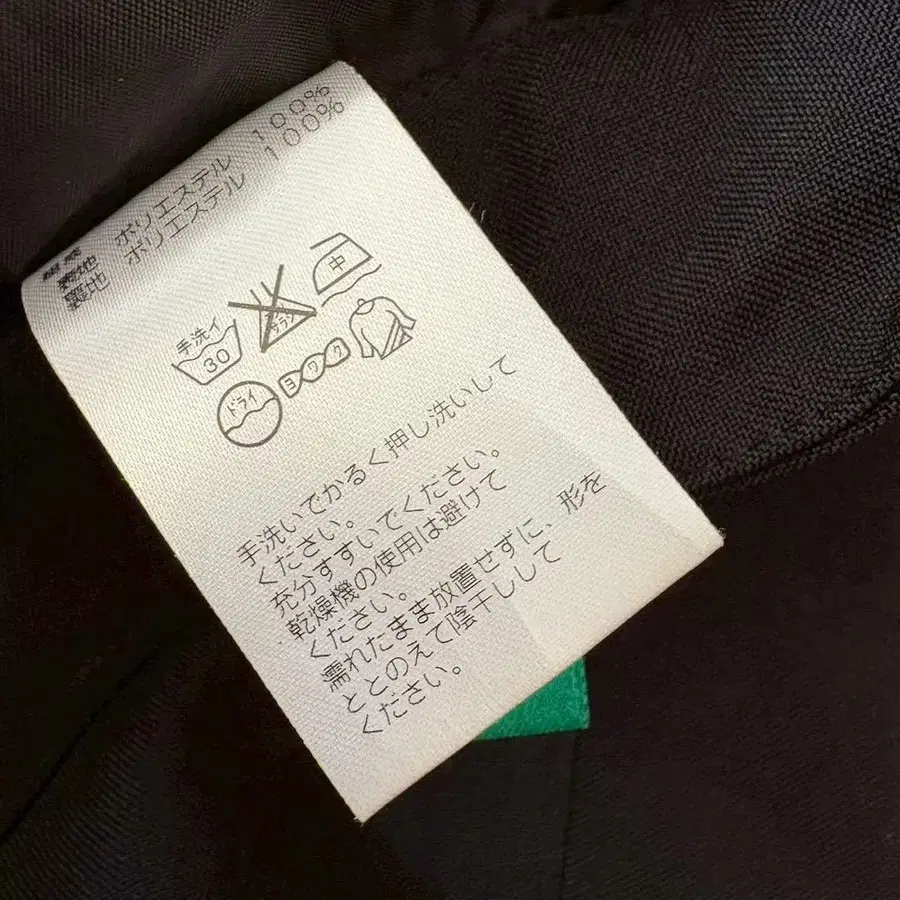 表地 ポリエステル 100%
裏地 ポリエステル 100%
手洗イ
30
中
ドライ
ヨワク
手洗いでかるく押し洗いして
ください。
充分すすいでください。
乾燥機の使用は避けて
ください。
濡れたまま放置せずに、形を
ととのえて陰干しして
ください。